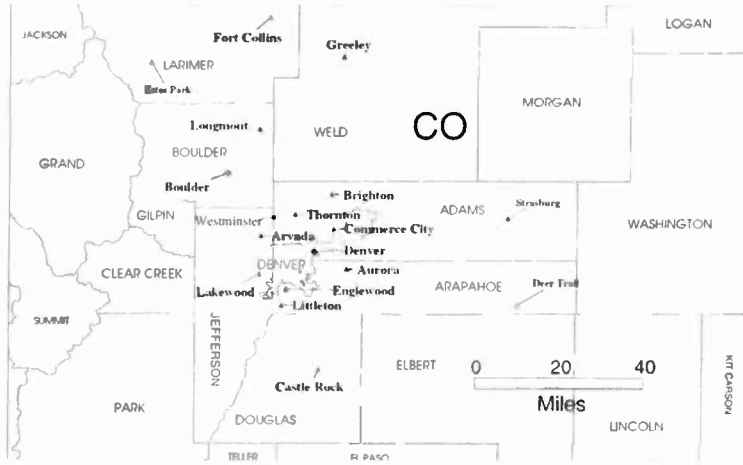 LOGAN
JACKSON
Fort Collins
Greeley
LARIMER
Estes Park
MORGAN
Longmont
WELD
CO
BOULDER
GRAND
Boulder
Brighton
ADAMS
Strasburg
GILPIN
Westminster
Thornton
WASHINGTON
Arvada
Commerce City
Denver
DENVER
CLEAR CREEK
Aurora
Lakewood
Englewood
ARAPAHOE
Deer Trail
Littleton
SUMMIT
JEFFERSON
ELBERT
0 20 40
Miles
KIT CARSON
Castle Rock
PARK
DOUGLAS
LINCOLN
TELLER
EL PASO